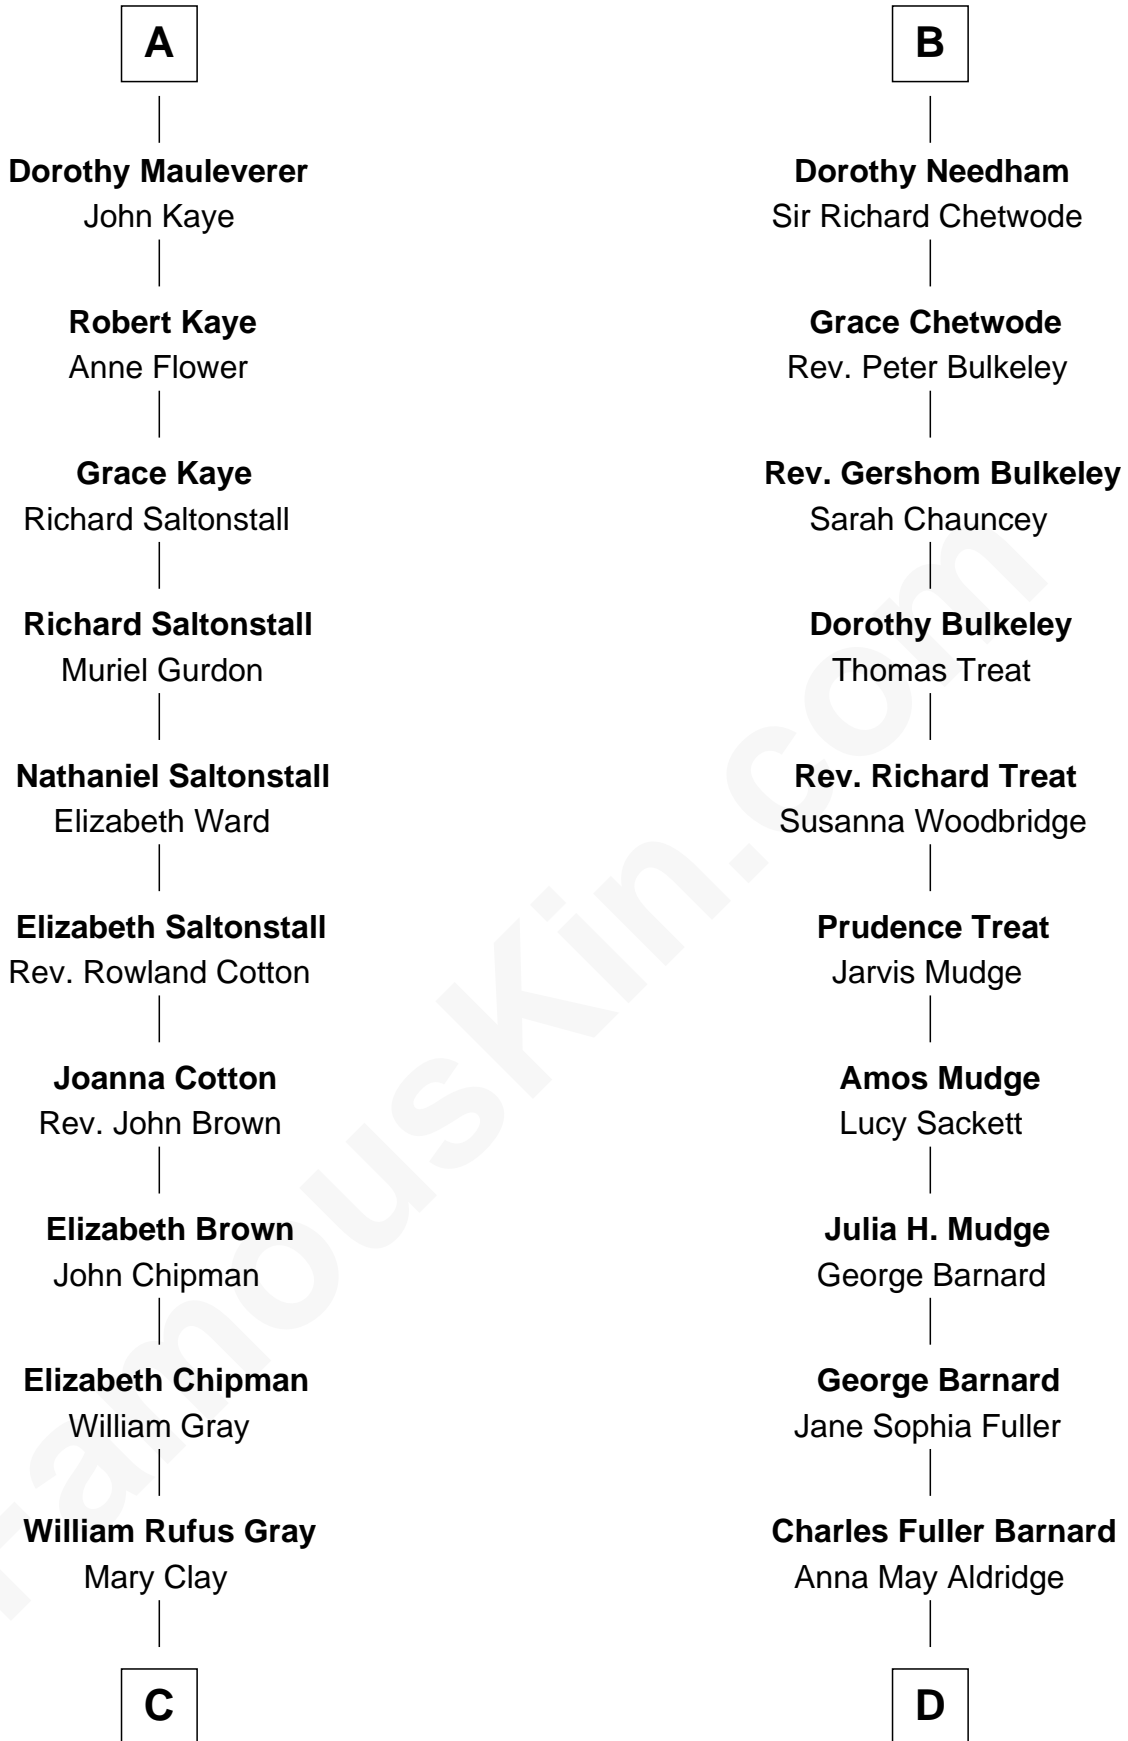 A
Dorothy Mauleverer
John Kaye
Robert Kaye
Anne Flower
Grace Kaye
Richard Saltonstall
Richard Saltonstall
Muriel Gurdon
Nathaniel Saltonstall
Elizabeth Ward
Elizabeth Saltonstall
Rev. Rowland Cotton
Joanna Cotton
Rev. John Brown
Elizabeth Brown
John Chipman
Elizabeth Chipman
William Gray
William Rufus Gray
Mary Clay
C
B
Dorothy Needham
Sir Richard Chetwode
Grace Chetwode
Rev. Peter Bulkeley
Rev. Gershom Bulkeley
Sarah Chauncey
Dorothy Bulkeley
Thomas Treat
Rev. Richard Treat
Susanna Woodbridge
Prudence Treat
Jarvis Mudge
Amos Mudge
Lucy Sackett
Julia H. Mudge
George Barnard
George Barnard
Jane Sophia Fuller
Charles Fuller Barnard
Anna May Aldridge
D
FamousKin.com